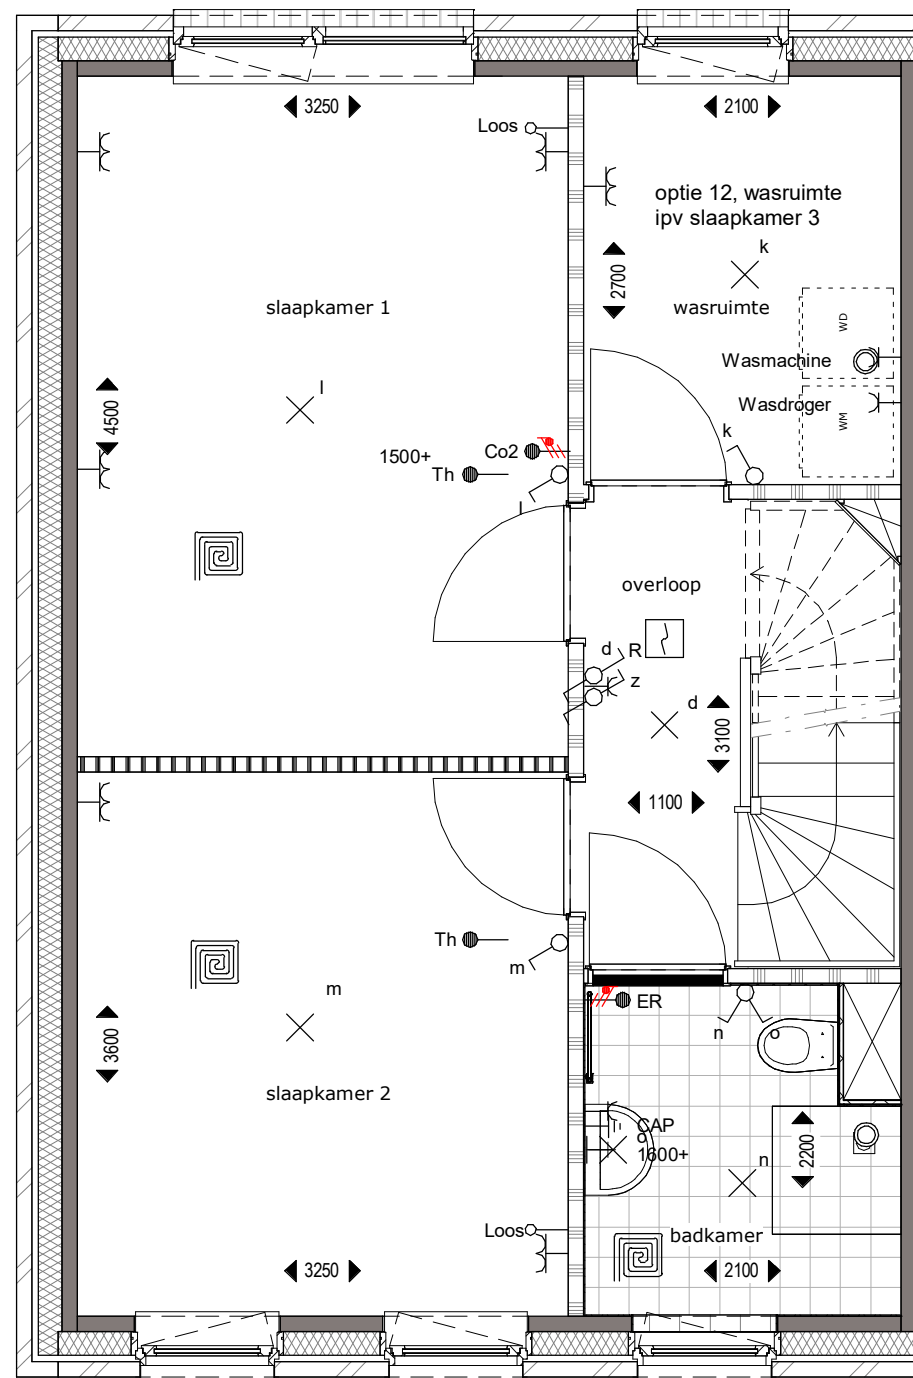 3250
2100
Loos
optie 12, wasruimte
ipv slaapkamer 3
k
2700
slaapkamer 1
wasruimte
WD
Wasmachine
l
4500
Wasdroger
WM
k
1500+
Co2
Th
l
overloop
d
R
z
d
3100
1100
Th
m
m
ER
n
o
3600
slaapkamer 2
CAP
o
1600+
2200
n
Loos
badkamer
3250
2100